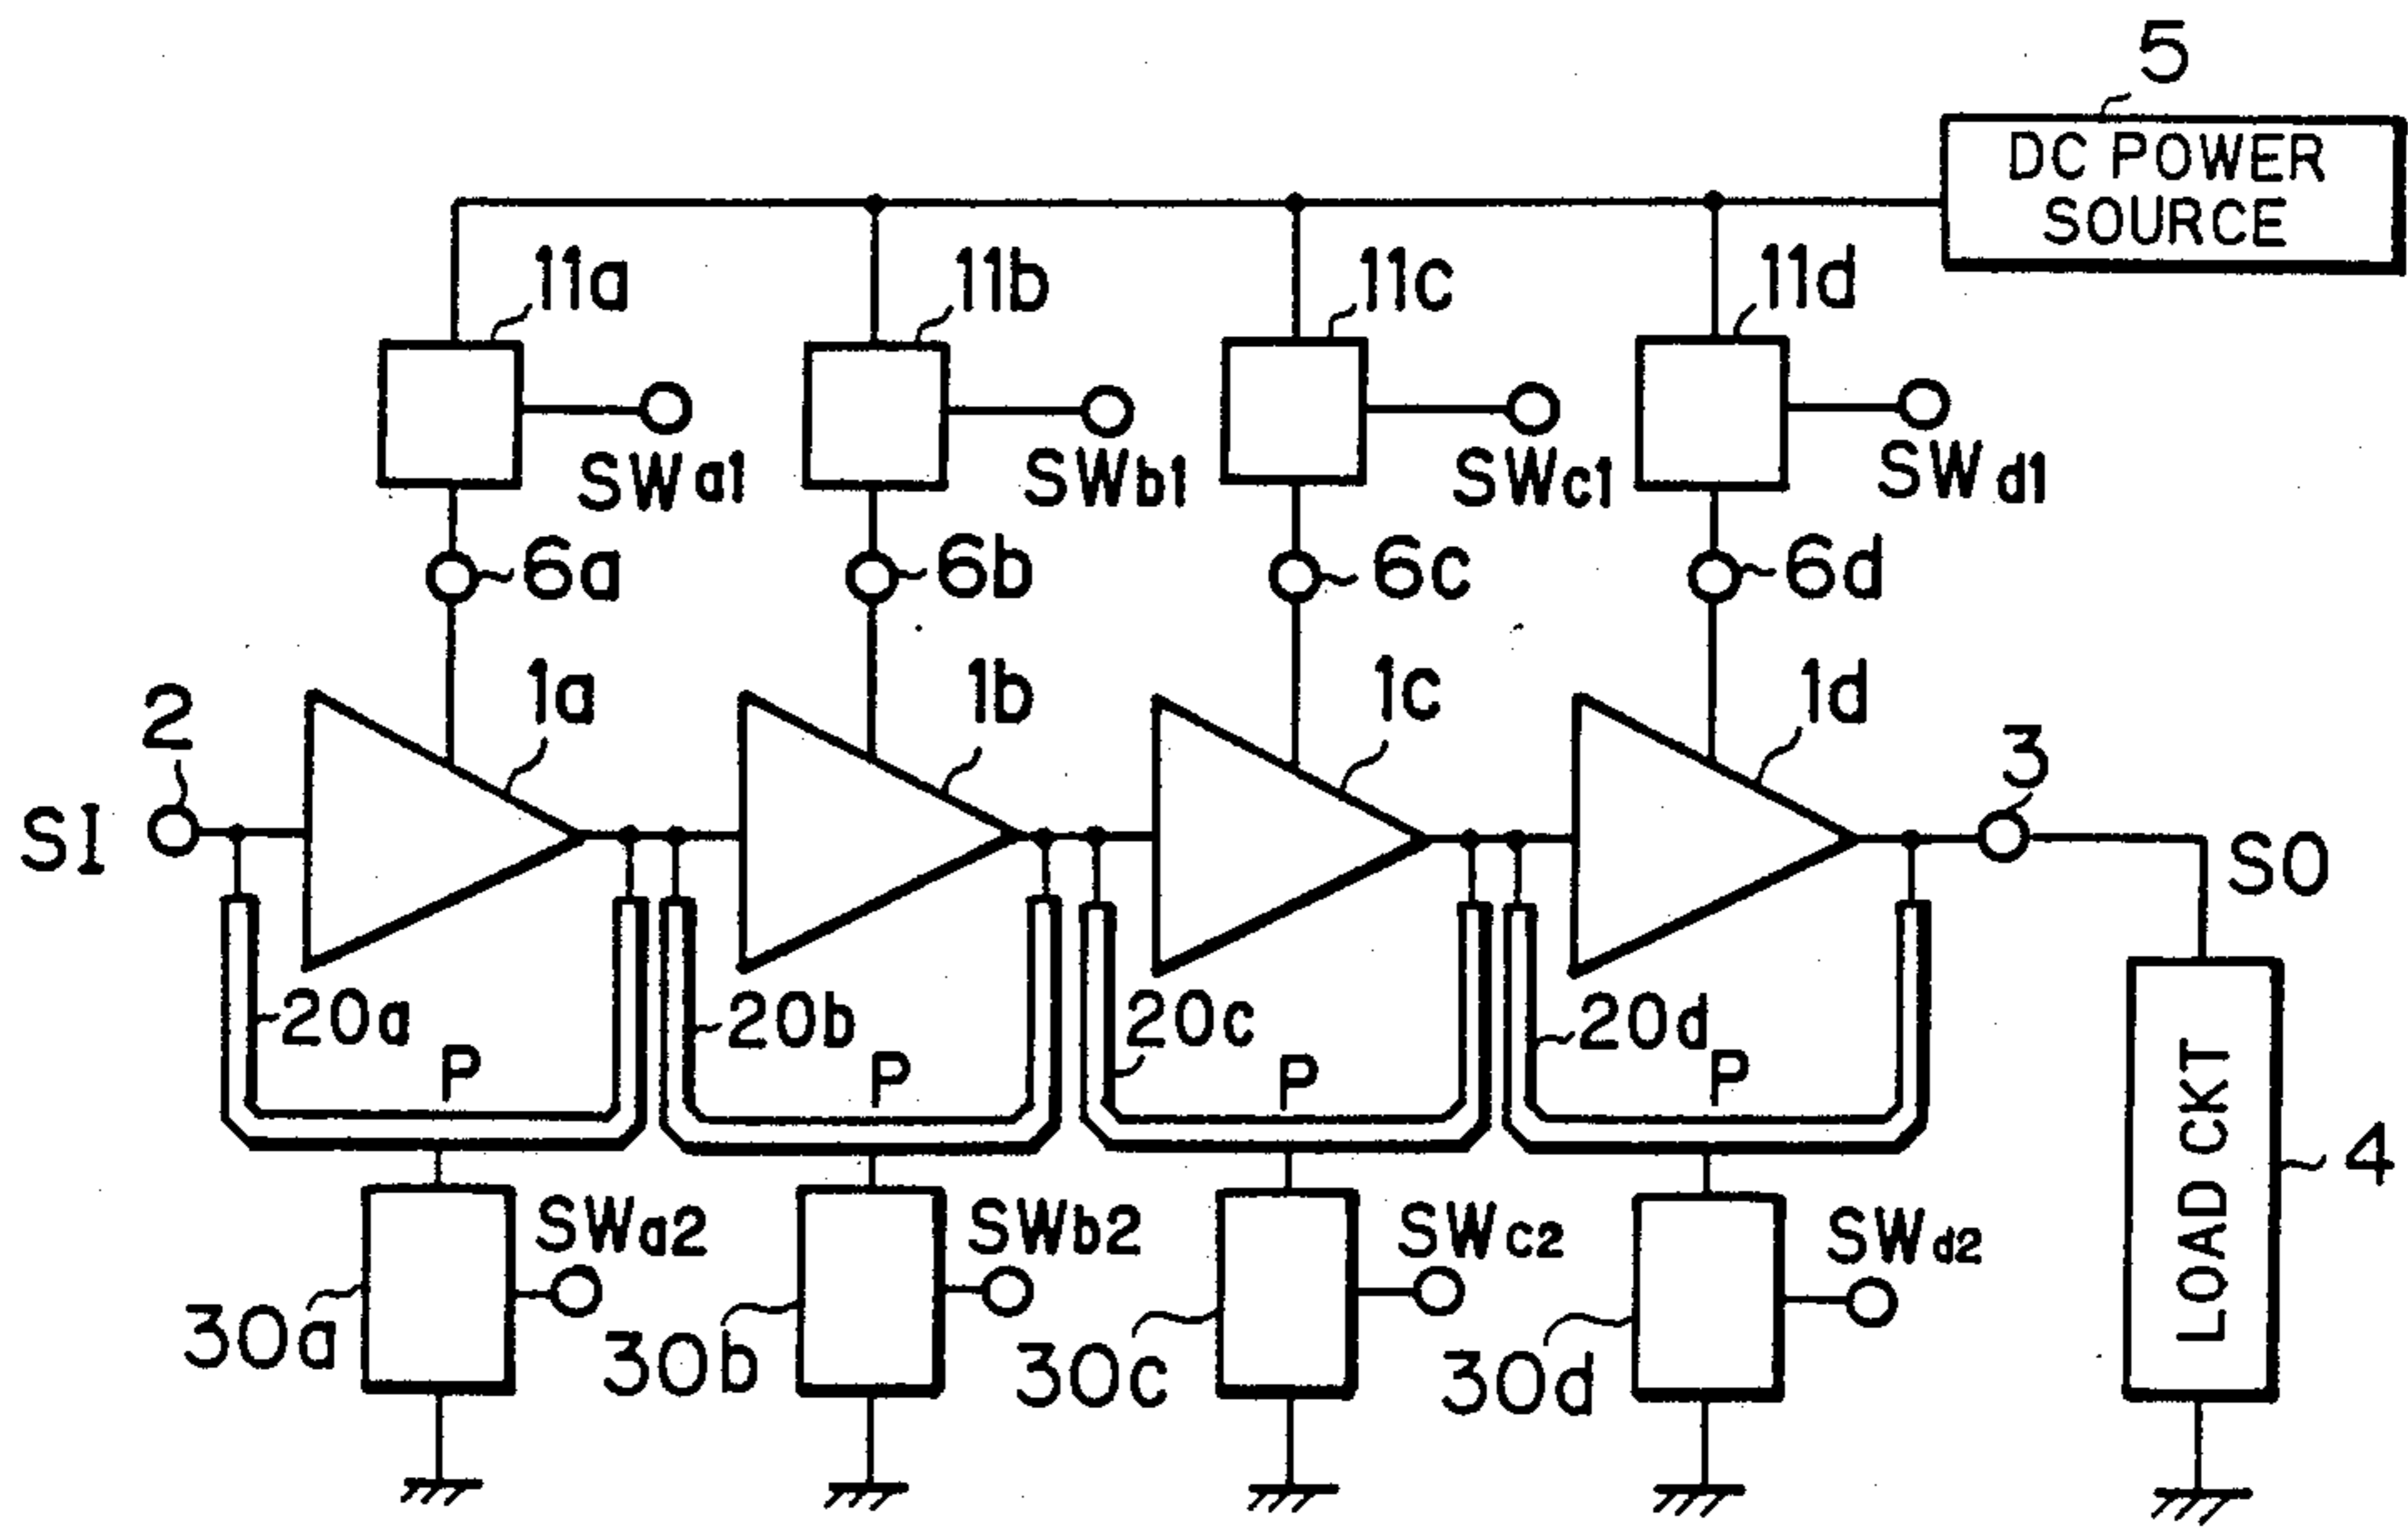 5
DC POWER
SOURCE
11a
11b
11c
11d
SWa1
SWb1
SWc1
SWd1
6a
6b
6c
6d
1a
1b
1c
1d
2
3
SI
SO
20a
20b
20c
20d
P
P
P
P
LOAD CKT
4
SWa2
SWb2
SWc2
SWd2
30a
30b
30c
30d